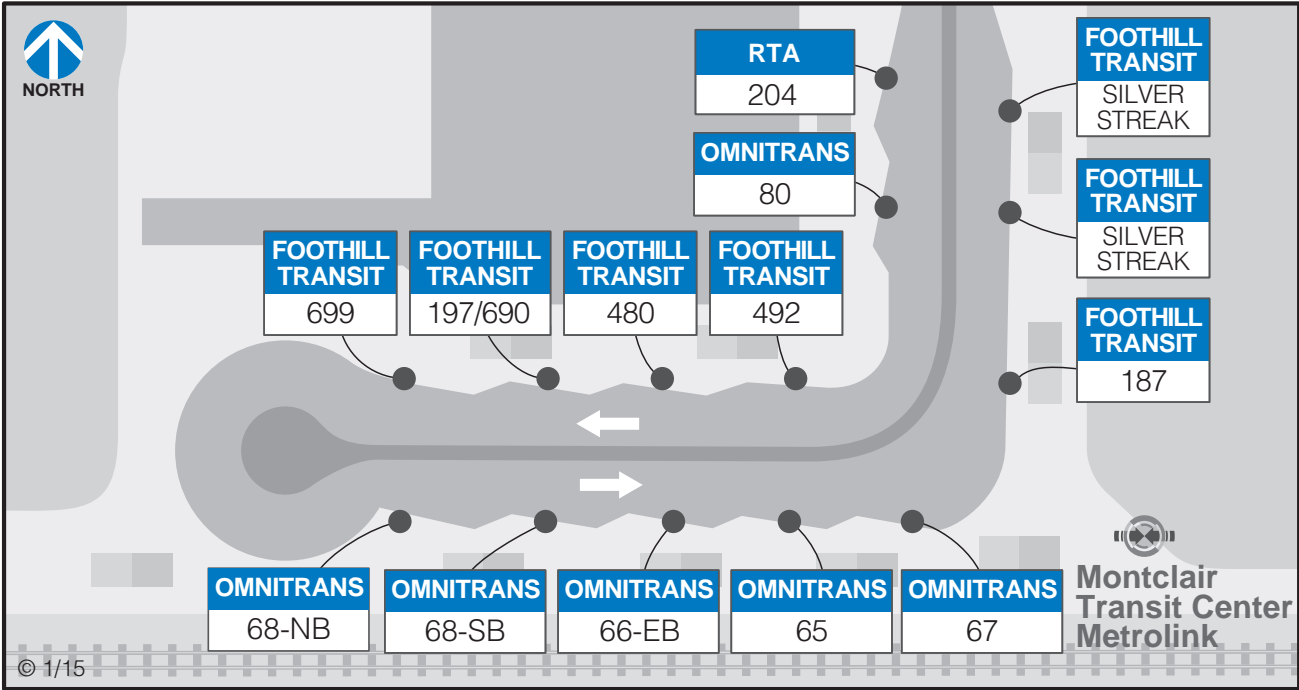 NORTH
RTA
204
FOOTHILL
TRANSIT
SILVER
STREAK
OMNITRANS
80
FOOTHILL
TRANSIT
SILVER
STREAK
FOOTHILL
TRANSIT
699
FOOTHILL
TRANSIT
197/690
FOOTHILL
TRANSIT
480
FOOTHILL
TRANSIT
492
FOOTHILL
TRANSIT
187
OMNITRANS
68-NB
OMNITRANS
68-SB
OMNITRANS
66-EB
OMNITRANS
65
OMNITRANS
67
Montclair
Transit Center
Metrolink
© 1/15